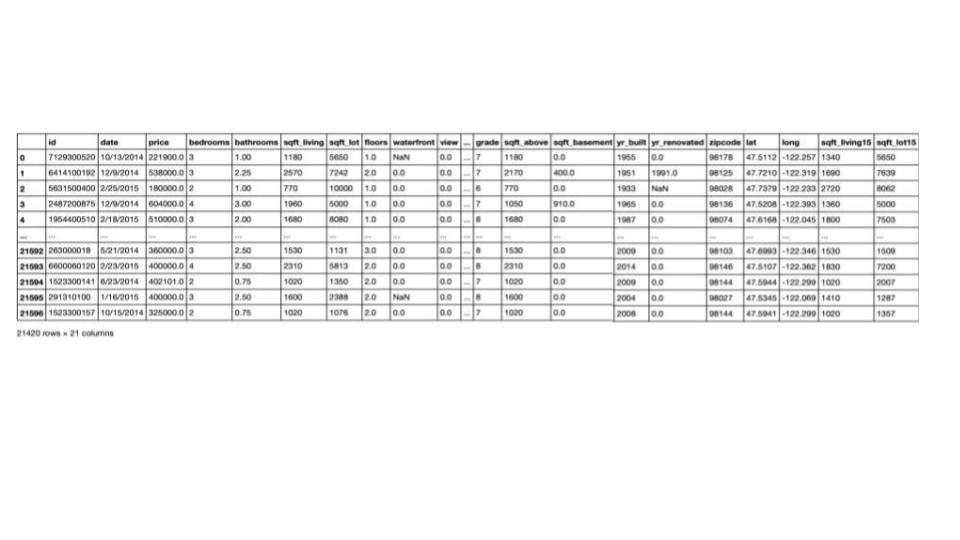 id date price bedrooms bathrooms sqft_living sqft_lot floors waterfront view ... grade sqft_above sqft_basement yr_built yr_renovated zipcode lat long sqft_living15 sqft_lot15
0 7129300520 10/13/2014 221900.0 3 1.00 1180 5650 1.0 NaN 0.0 ... 7 1180 0.0 1955 0.0 98178 47.5112 -122.257 1340 5650
1 6414100192 12/9/2014 538000.0 3 2.25 2570 7242 2.0 0.0 0.0 ... 7 2170 400.0 1951 1991.0 98125 47.7210 -122.319 1690 7639
2 5631500400 2/25/2015 180000.0 2 1.00 770 10000 1.0 0.0 0.0 ... 6 770 0.0 1933 NaN 98028 47.7379 -122.233 2720 8062
3 2487200875 12/9/2014 604000.0 4 3.00 1960 5000 1.0 0.0 0.0 ... 7 1050 910.0 1965 0.0 98136 47.5208 -122.393 1360 5000
4 1954400510 2/18/2015 510000.0 3 2.00 1680 8080 1.0 0.0 0.0 ... 8 1680 0.0 1987 0.0 98074 47.6168 -122.045 1800 7503
... ... ... ... ... ... ... ... ... ... ... ... ... ... ... ... ... ... ... ... ... ...
21592 263000018 5/21/2014 360000.0 3 2.50 1530 1131 3.0 0.0 0.0 ... 8 1530 0.0 2009 0.0 98103 47.6993 -122.346 1530 1509
21593 6600060120 2/23/2015 400000.0 4 2.50 2310 5813 2.0 0.0 0.0 ... 8 2310 0.0 2014 0.0 98146 47.5107 -122.362 1830 7200
21594 1523300141 6/23/2014 402101.0 2 0.75 1020 1350 2.0 0.0 0.0 ... 7 1020 0.0 2009 0.0 98144 47.5944 -122.299 1020 2007
21595 291310100 1/16/2015 400000.0 3 2.50 1600 2388 2.0 NaN 0.0 ... 8 1600 0.0 2004 0.0 98027 47.5345 -122.069 1410 1287
21596 1523300157 10/15/2014 325000.0 2 0.75 1020 1076 2.0 0.0 0.0 ... 7 1020 0.0 2008 0.0 98144 47.5941 -122.299 1020 1357
21420 rows × 21 columns